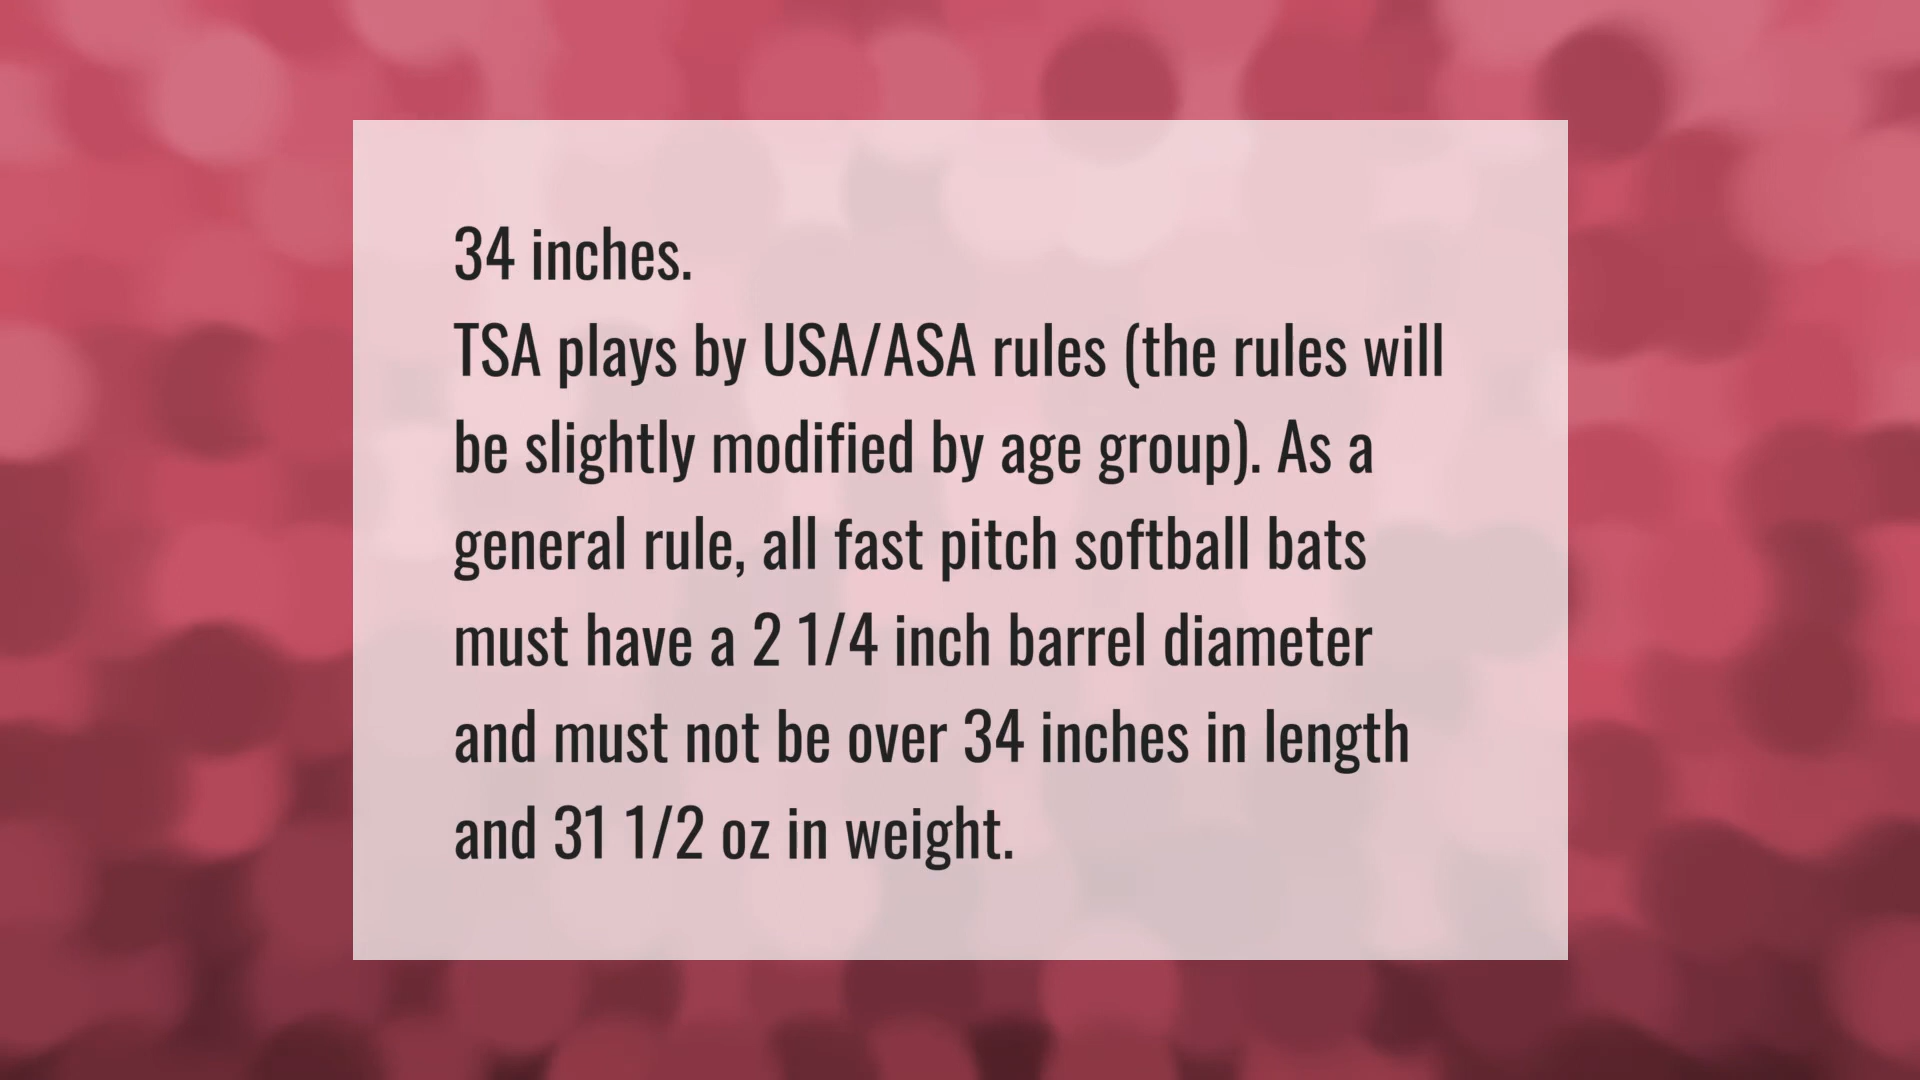 34 inches.
TSA plays by USA/ASA rules (the rules will
be slightly modified by age group). As a
general rule, all fast pitch softball bats
must have a 2 1/4 inch barrel diameter
and must not be over 34 inches in length
and 31 1/2 oz in weight.